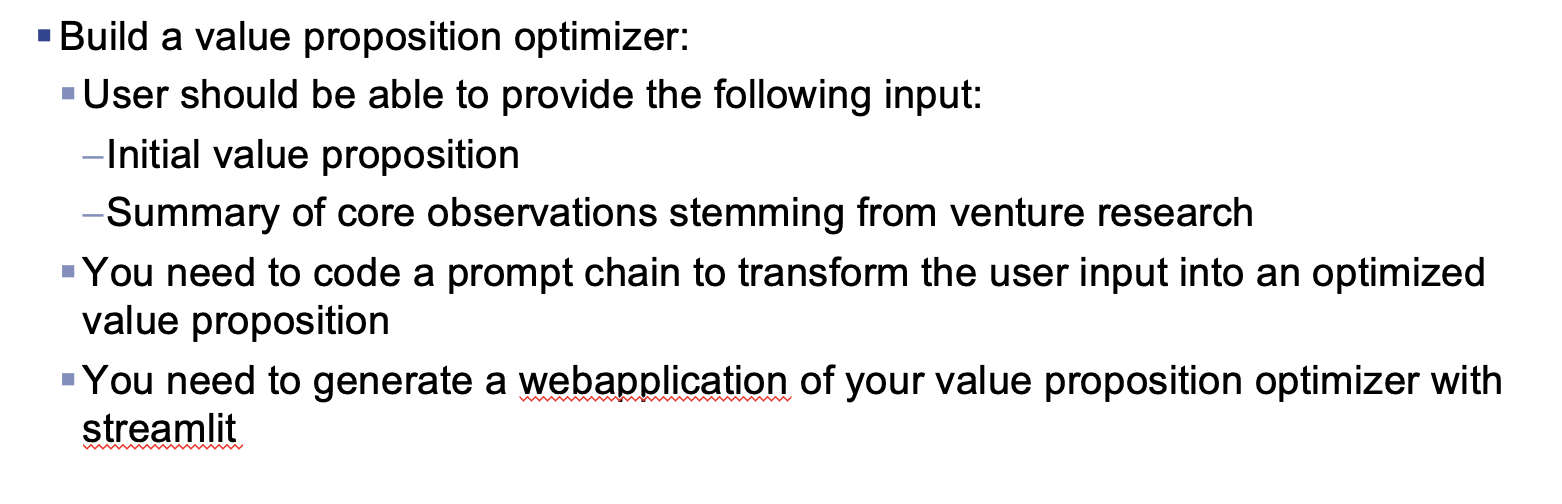 Build a value proposition optimizer:
User should be able to provide the following input:
–Initial value proposition
–Summary of core observations stemming from venture research
You need to code a prompt chain to transform the user input into an optimized
value proposition
You need to generate a webapplication of your value proposition optimizer with
streamlit